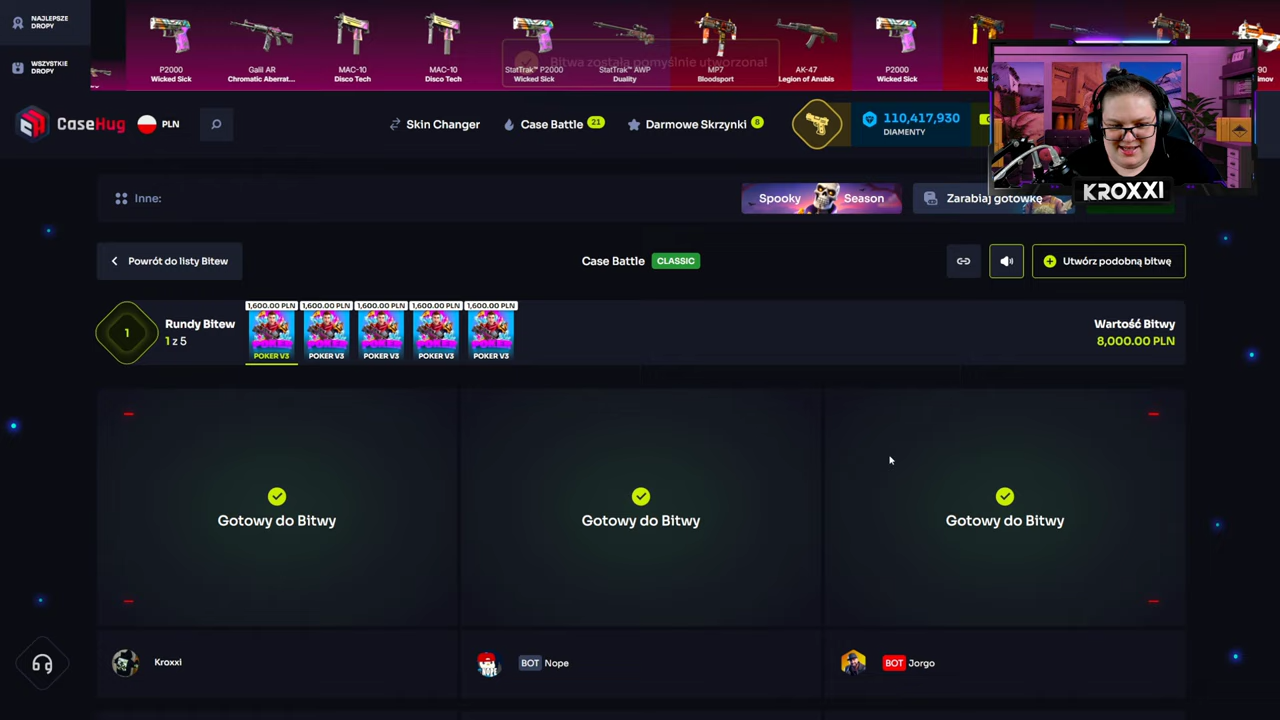 NAJLEPSZE
DROPY
WSZYSTKIE
DROPY
P2000
Wicked Sick
Galil AR
Chromatic Aberrat...
MAC-10
Disco Tech
MAC-10
Disco Tech
StatTrak™ P2000
Wicked Sick
StatTrak™ AWP
Duality
MP7
Bloodsport
AK-47
Legion of Anubis
P2000
Wicked Sick
Bitwa została pomyślnie utworzona!
CaseHug
PLN
Skin Changer
Case Battle 21
Darmowe Skrzynki 8
110,417,930
DIAMENTY
KROXXI
Inne:
Spooky Season
Zarabiaj gotówkę
Powrót do listy Bitew
Case Battle CLASSIC
Utwórz podobną bitwę
1
Rundy Bitew
1 z 5
1,600.00 PLN 1,600.00 PLN 1,600.00 PLN 1,600.00 PLN 1,600.00 PLN
POKER V3 POKER V3 POKER V3 POKER V3 POKER V3
Wartość Bitwy
8,000.00 PLN
Gotowy do Bitwy
Gotowy do Bitwy
Gotowy do Bitwy
Kroxxi
BOT Nope
BOT Jorgo